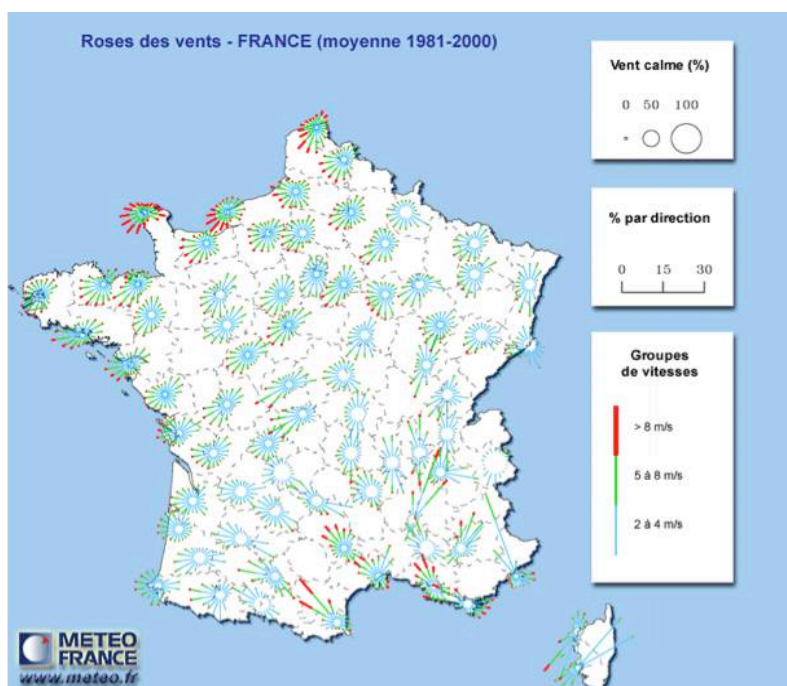 Roses des vents - FRANCE (moyenne 1981-2000)
Vent calme (%)
0 50 100
% par direction
0 15 30
Groupes
de vitesses
> 8 m/s
5 à 8 m/s
2 à 4 m/s
METEO
FRANCE
www.meteo.fr